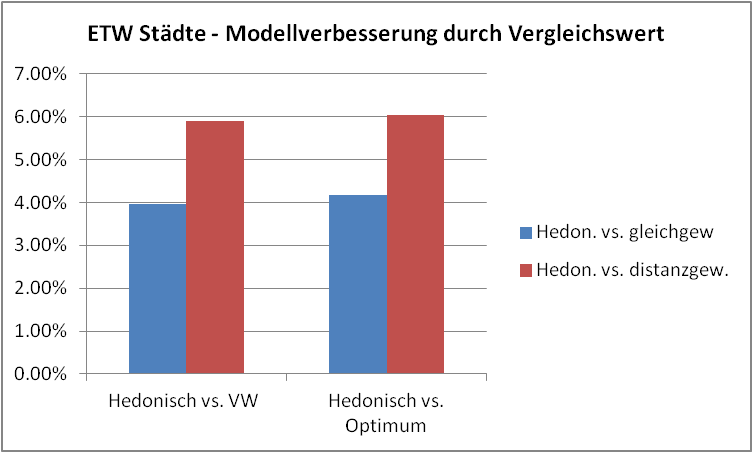 ETW Städte - Modellverbesserung durch Vergleichswert
7.00%
6.00%
5.00%
4.00%
3.00%
2.00%
1.00%
0.00%
Hedonisch vs. VW
Hedonisch vs.
Optimum
Hedon. vs. gleichgew
Hedon. vs. distanzgew.